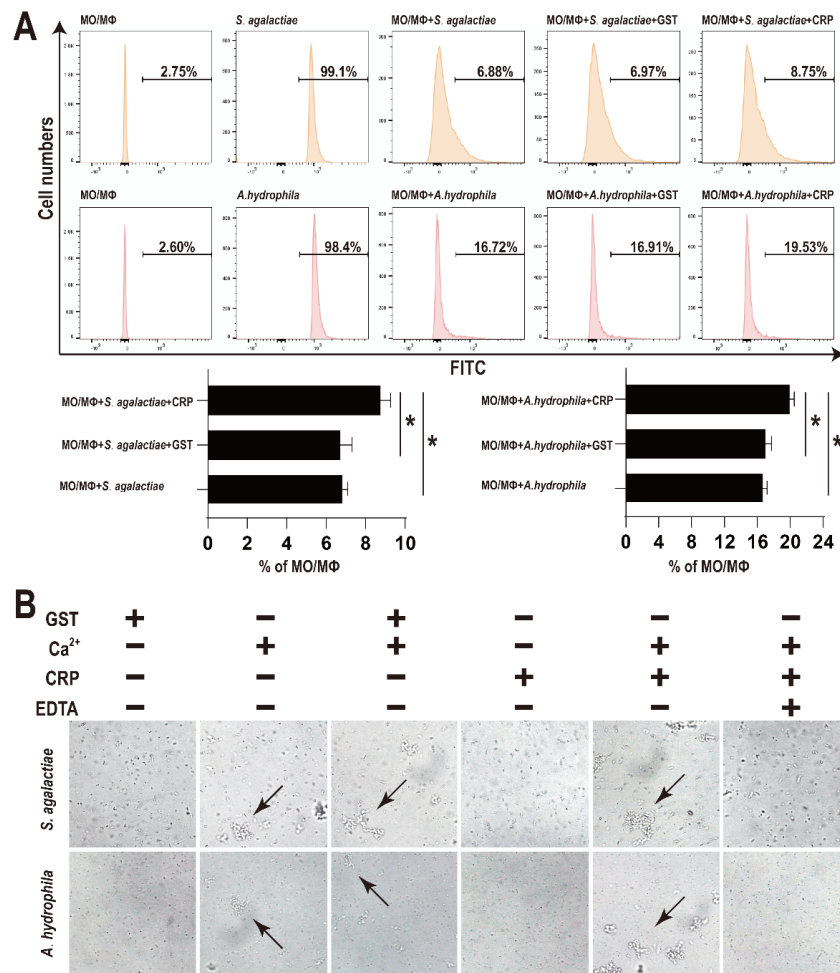 A
MO/MΦ S. agalactiae MO/MΦ+S. agalactiae MO/MΦ+S. agalactiae+GST MO/MΦ+S. agalactiae+CRP
2.75% 99.1% 6.88% 6.97% 8.75%
MO/MΦ A.hydrophila MO/MΦ+A.hydrophila MO/MΦ+A.hydrophila+GST MO/MΦ+A.hydrophila+CRP
2.60% 98.4% 16.72% 16.91% 19.53%
Cell numbers
FITC
MO/MΦ+S. agalactiae+CRP
MO/MΦ+S. agalactiae+GST
MO/MΦ+S. agalactiae
* *
0 2 4 6 8 10
% of MO/MΦ
MO/MΦ+A.hydrophila+CRP
MO/MΦ+A.hydrophila+GST
MO/MΦ+A.hydrophila
* *
0 4 8 12 16 20 24
% of MO/MΦ
B
GST + − + − − −
Ca²⁺ − + + − + +
CRP − − − + + +
EDTA − − − − − +
S. agalactiae
A. hydrophila